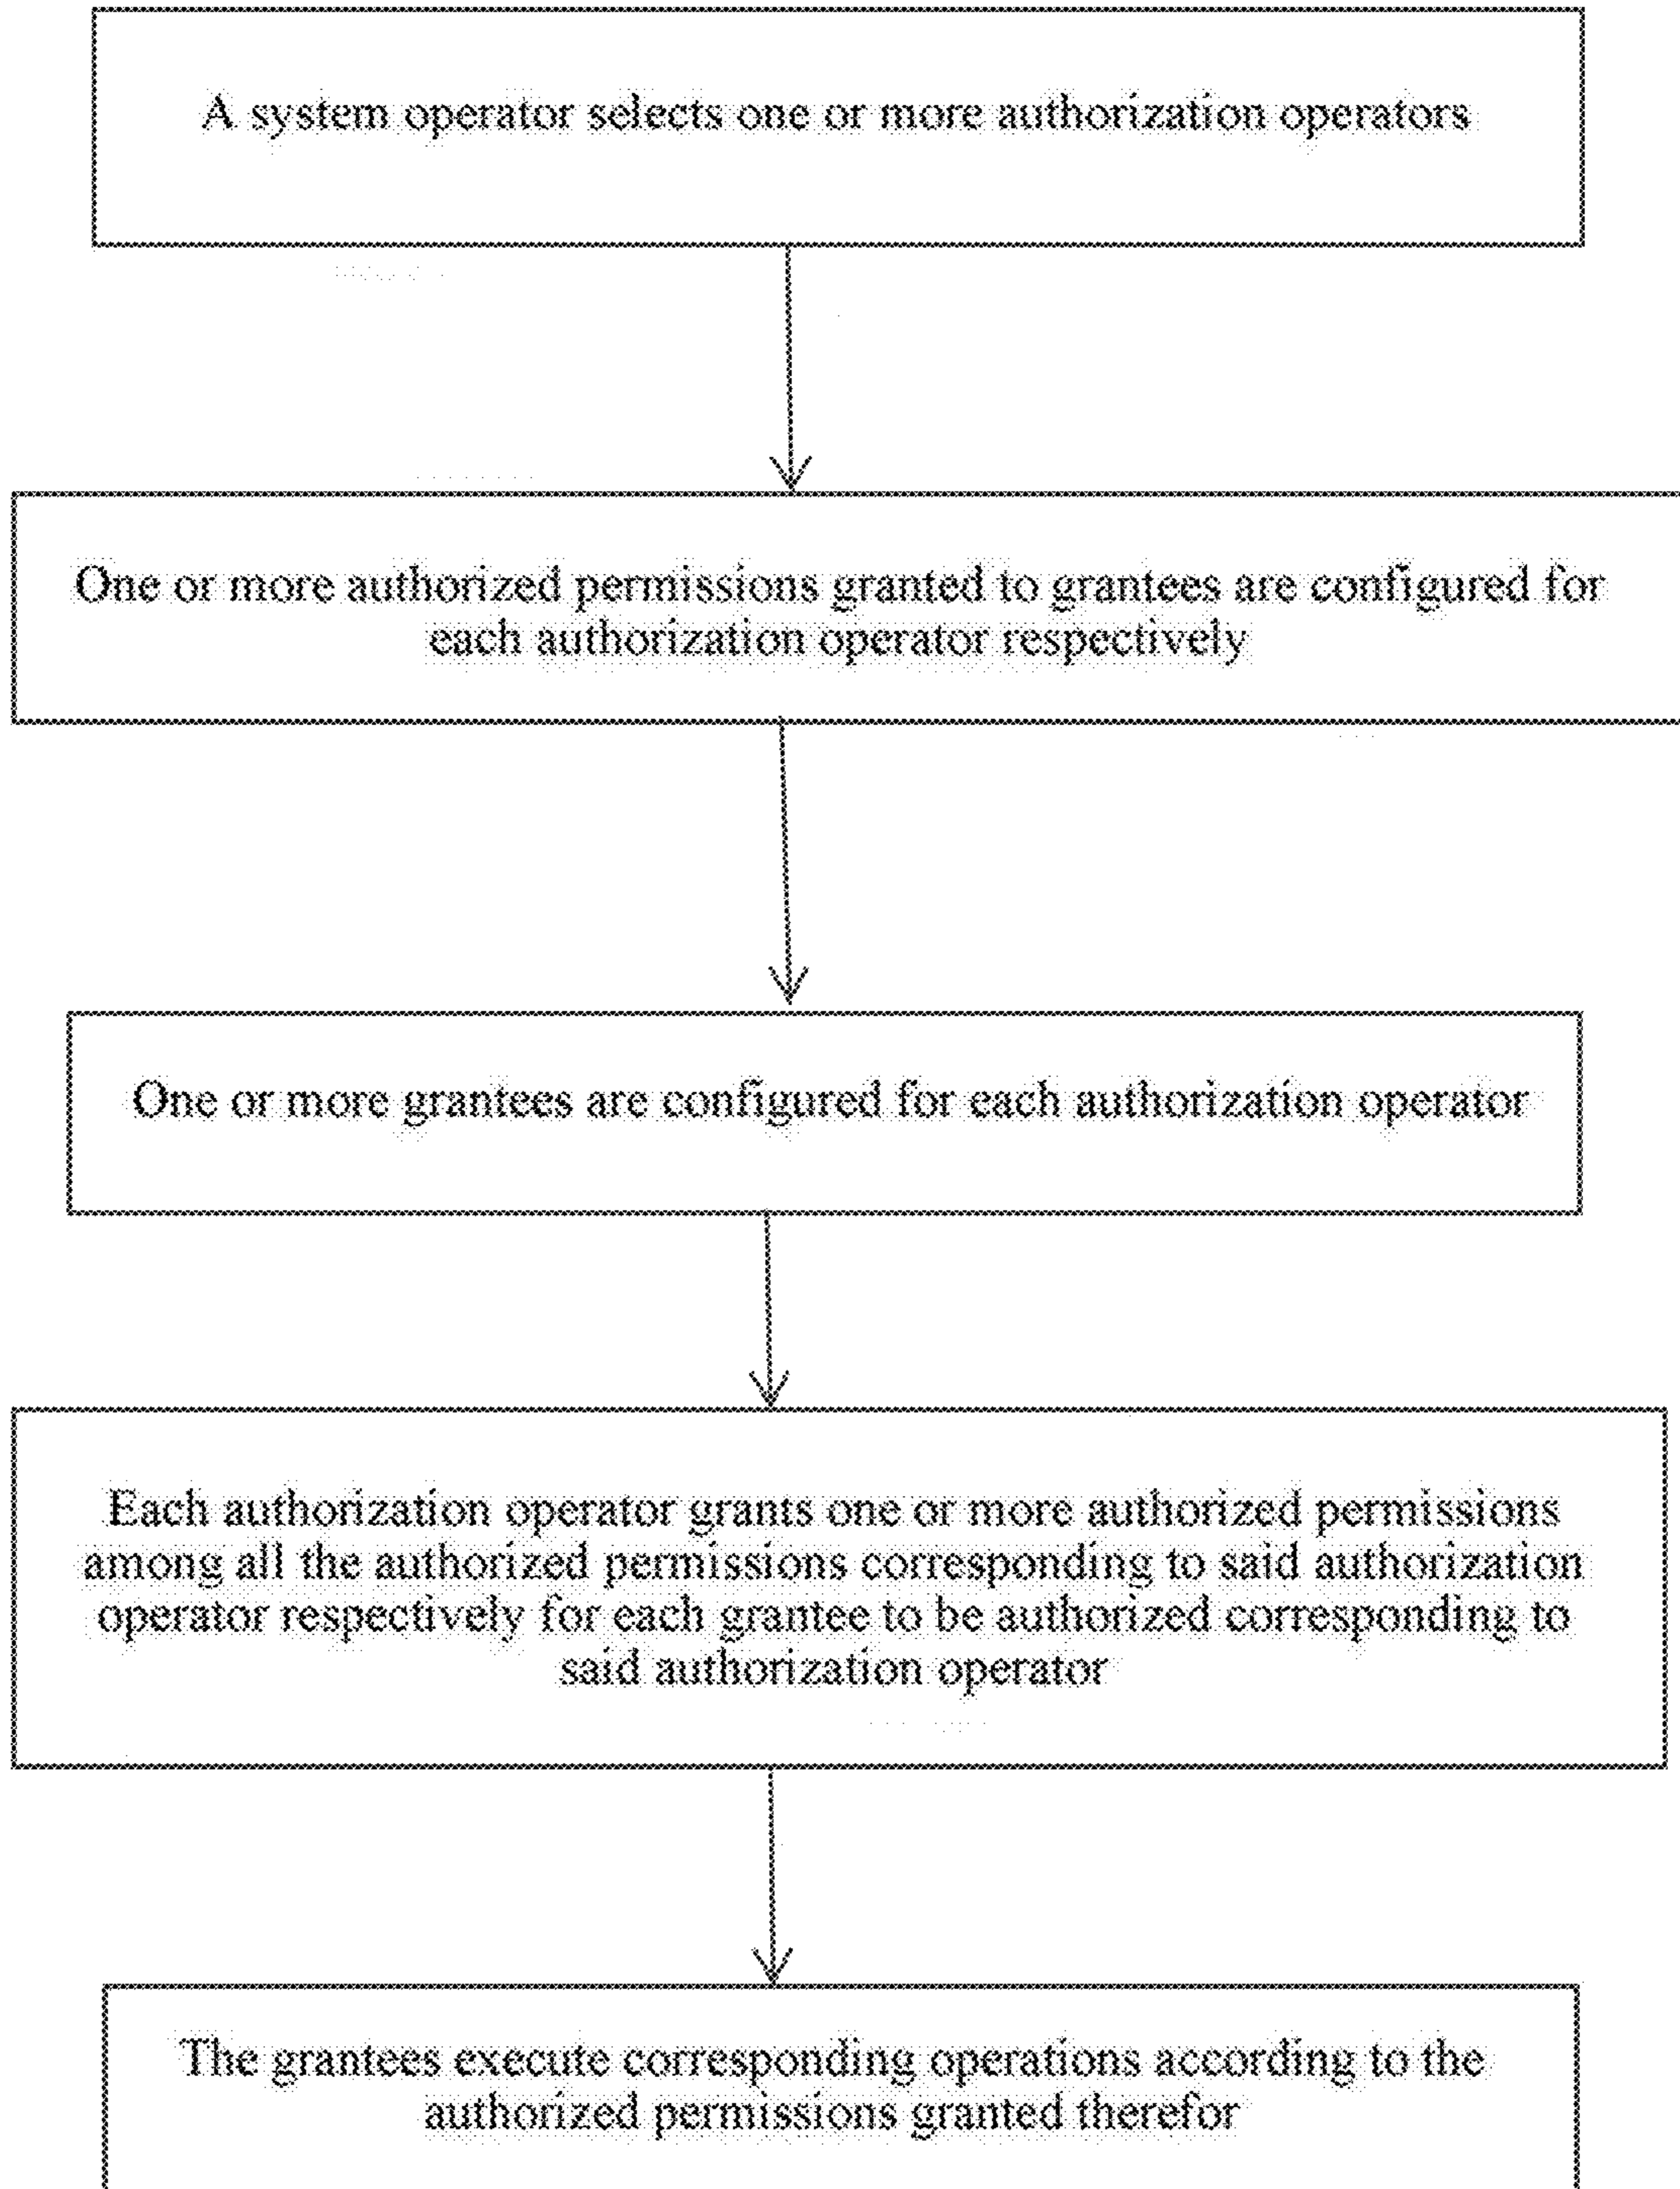 A system operator selects one or more authorization operators
One or more authorized permissions granted to grantees are configured for
each authorization operator respectively
One or more grantees are configured for each authorization operator
Each authorization operator grants one or more authorized permissions
among all the authorized permissions corresponding to said authorization
operator respectively for each grantee to be authorized corresponding to
said authorization operator
The grantees execute corresponding operations according to the
authorized permissions granted therefor